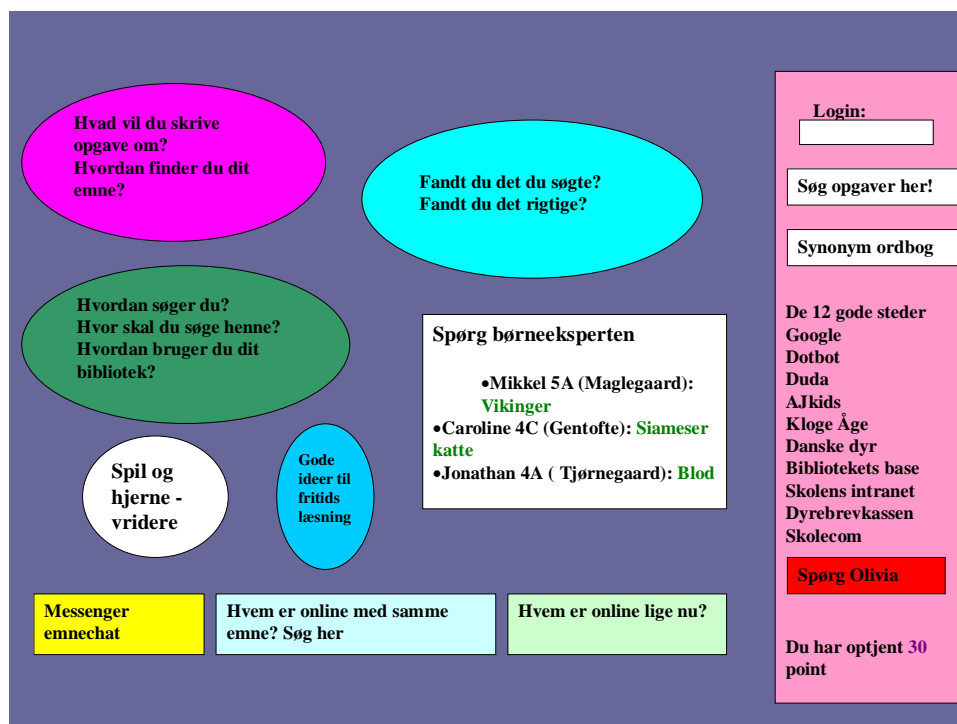 Hvad vil du skrive
opgave om?
Hvordan finder du dit
emne?
Fandt du det du søgte?
Fandt du det rigtige?
Hvordan søger du?
Hvor skal du søge henne?
Hvordan bruger du dit
bibliotek?
Spørg børneeksperten
•Mikkel 5A (Maglegaard):
Vikinger
•Caroline 4C (Gentofte): Siameser
katte
•Jonathan 4A ( Tjørnegaard): Blod
Spil og
hjerne -
vridere
Gode
ideer til
fritids
læsning
Messenger
emnechat
Hvem er online med samme
emne? Søg her
Hvem er online lige nu?
Login:
Søg opgaver her!
Synonym ordbog
De 12 gode steder
Google
Dotbot
Duda
AJkids
Kloge Åge
Danske dyr
Bibliotekets base
Skolens intranet
Dyrebrevkassen
Skolecom
Spørg Olivia
Du har optjent 30
point